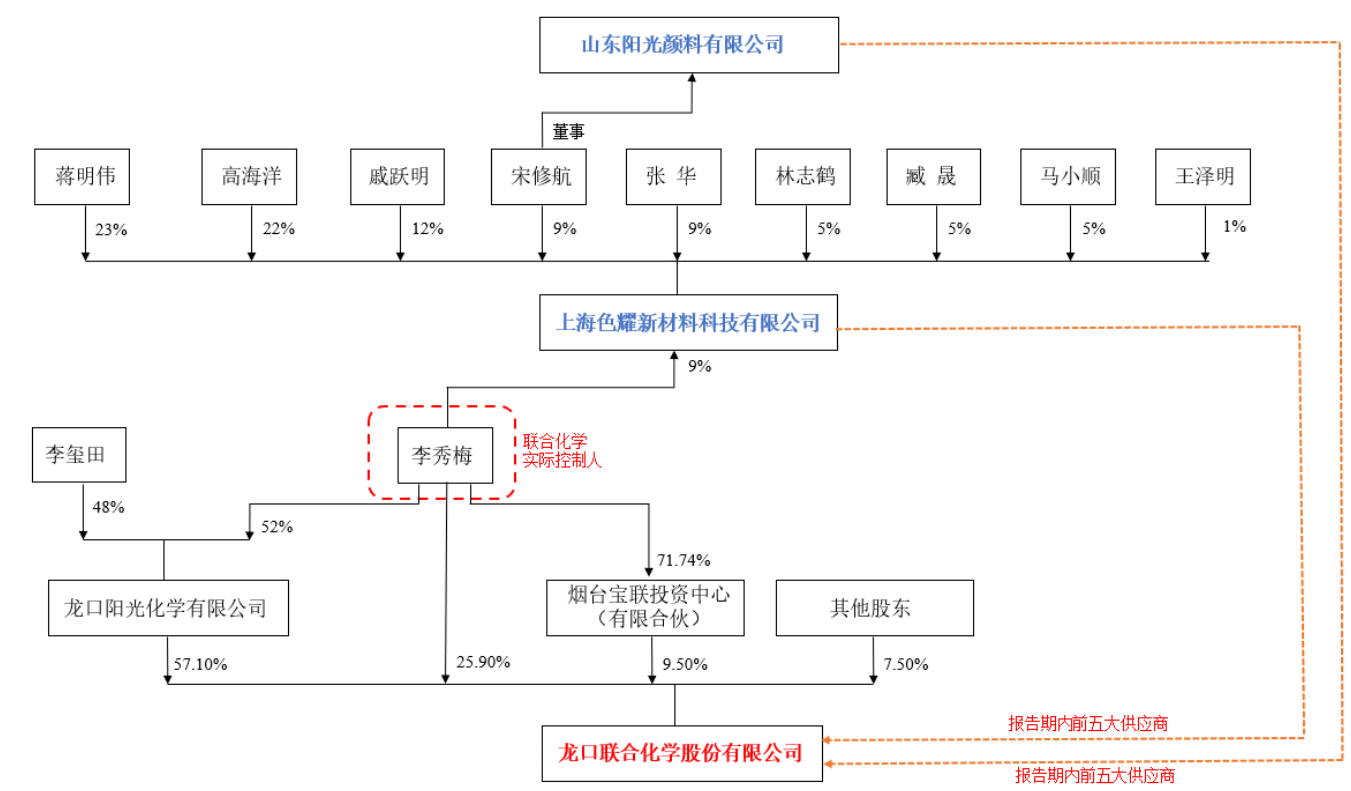 山东阳光颜料有限公司
董事
蒋明伟
高海洋
戚跃明
宋修航
张 华
林志鹤
臧 晟
马小顺
王泽明
23%
22%
12%
9%
9%
5%
5%
5%
1%
上海色耀新材料科技有限公司
9%
李玺田
李秀梅
联合化学
实际控制人
48%
52%
71.74%
龙口阳光化学有限公司
烟台宝联投资中心
（有限合伙）
其他股东
57.10%
25.90%
9.50%
7.50%
报告期内前五大供应商
龙口联合化学股份有限公司
报告期内前五大供应商